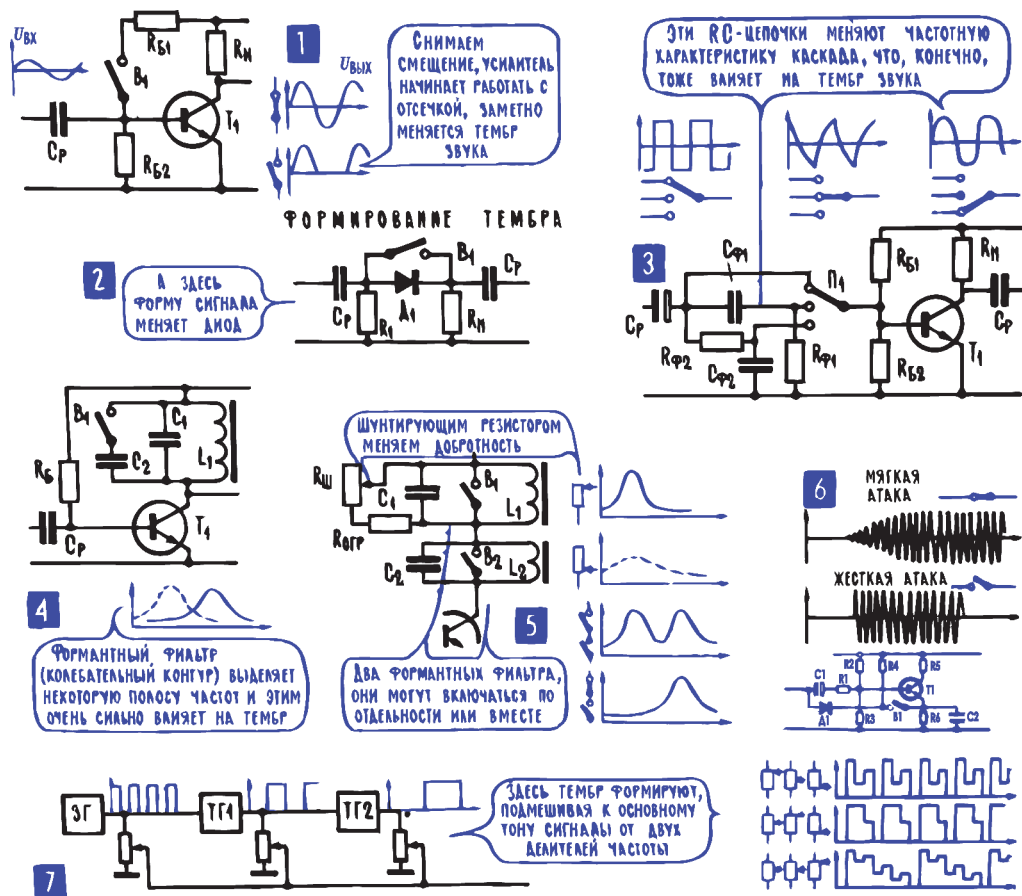 UВХ
RБ1
RН
В1
Т1
СР
RБ2
1
UВЫХ
СНИМАЕМ
СМЕЩЕНИЕ, УСИЛИТЕЛЬ
НАЧИНАЕТ РАБОТАТЬ С
ОТСЕЧКОЙ, ЗАМЕТНО
МЕНЯЕТСЯ ТЕМБР
ЗВУКА
ФОРМИРОВАНИЕ ТЕМБРА
2
А ЗДЕСЬ
ФОРМУ СИГНАЛА
МЕНЯЕТ ДИОД
СР
R1
Д1
В1
RН
СР
ЭТИ RC-ЦЕПОЧКИ МЕНЯЮТ ЧАСТОТНУЮ
ХАРАКТЕРИСТИКУ КАСКАДА, ЧТО, КОНЕЧНО,
ТОЖЕ ВЛИЯЕТ НА ТЕМБР ЗВУКА
3
СФ1
П1
RБ1
RН
СР
СР
RФ2
СФ2
RФ1
RБ2
Т1
В1
С1
С2
L1
RБ
СР
Т1
4
ФОРМАНТНЫЙ ФИЛЬТР
(КОЛЕБАТЕЛЬНЫЙ КОНТУР) ВЫДЕЛЯЕТ
НЕКОТОРУЮ ПОЛОСУ ЧАСТОТ И ЭТИМ
ОЧЕНЬ СИЛЬНО ВЛИЯЕТ НА ТЕМБР
ШУНТИРУЮЩИМ РЕЗИСТОРОМ
МЕНЯЕМ ДОБРОТНОСТЬ
RШ
С1
В1
L1
RОГР
С2
В2
L2
5
ДВА ФОРМАНТНЫХ ФИЛЬТРА,
ОНИ МОГУТ ВКЛЮЧАТЬСЯ ПО
ОТДЕЛЬНОСТИ ИЛИ ВМЕСТЕ
6
МЯГКАЯ
АТАКА
ЖЕСТКАЯ АТАКА
R2
R4
R5
C1
R1
Т1
Д1
R3
В1
R6
C2
ЗГ
ТГ1
ТГ2
ЗДЕСЬ ТЕМБР ФОРМИРУЮТ,
ПОДМЕШИВАЯ К ОСНОВНОМУ
ТОНУ СИГНАЛЫ ОТ ДВУХ
ДЕЛИТЕЛЕЙ ЧАСТОТЫ
7